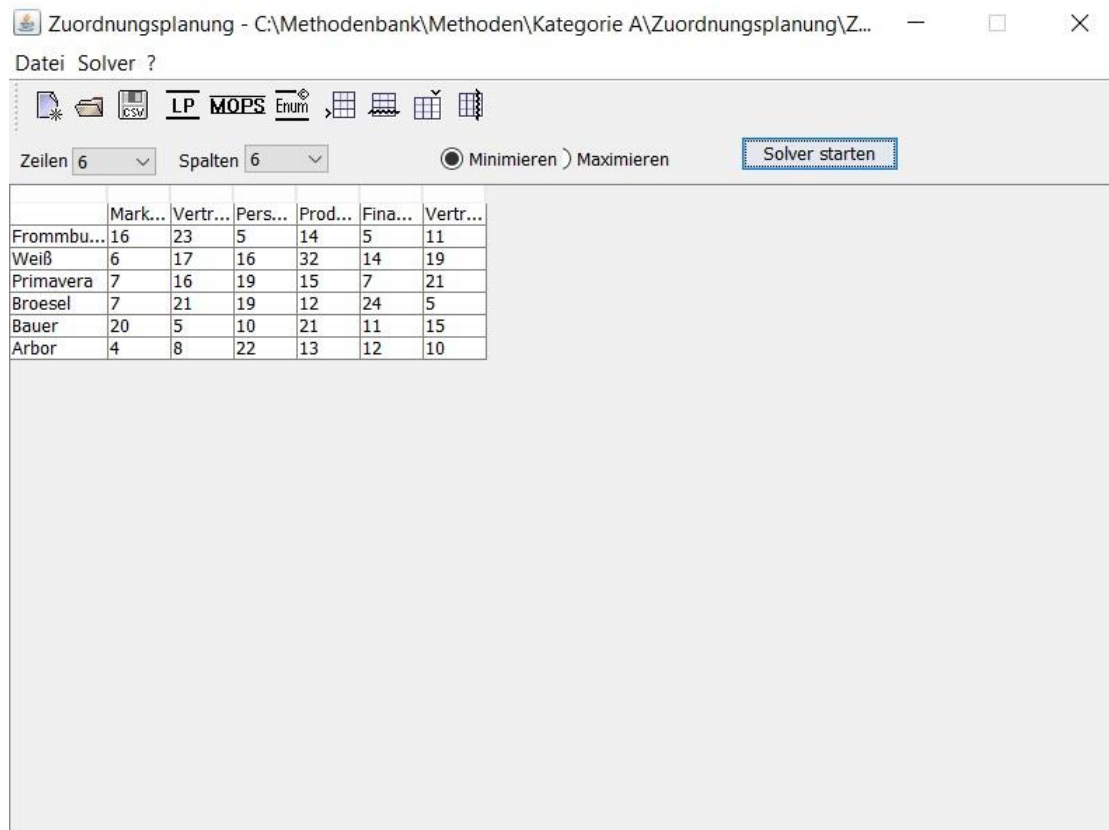 Zuordnungsplanung - C:\Methodenbank\Methoden\Kategorie A\Zuordnungsplanung\Z...
Datei Solver ?
CSV LP MOPS Enum ©
Zeilen 6 Spalten 6 Minimieren ) Maximieren Solver starten
Mark... Vertr... Pers... Prod... Fina... Vertr...
Frommbu... 16 23 5 14 5 11
Weiß 6 17 16 32 14 19
Primavera 7 16 19 15 7 21
Broesel 7 21 19 12 24 5
Bauer 20 5 10 21 11 15
Arbor 4 8 22 13 12 10